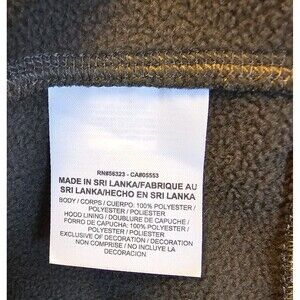 RN#56323 - CA#05553
MADE IN SRI LANKA/FABRIQUE AU
SRI LANKA/HECHO EN SRI LANKA
BODY / CORPS / CUERPO: 100% POLYESTER
/ POLYESTER / POLIESTER
HOOD LINING / DOUBLURE DE CAPUCHE /
FORRO DE CAPUCHA: 100% POLYESTER
/ POLYESTER / POLIESTER
EXCLUSIVE OF DECORATION / DECORATION
NON COMPRISE / NO INCLUYE LA
DECORACION